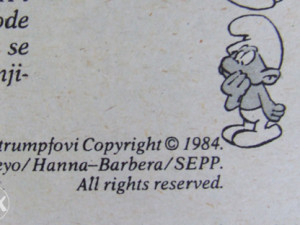 ode
se
nji-
trumpfovi Copyright © 1984.
eyo/Hanna–Barbera/SEPP.
All rights reserved.